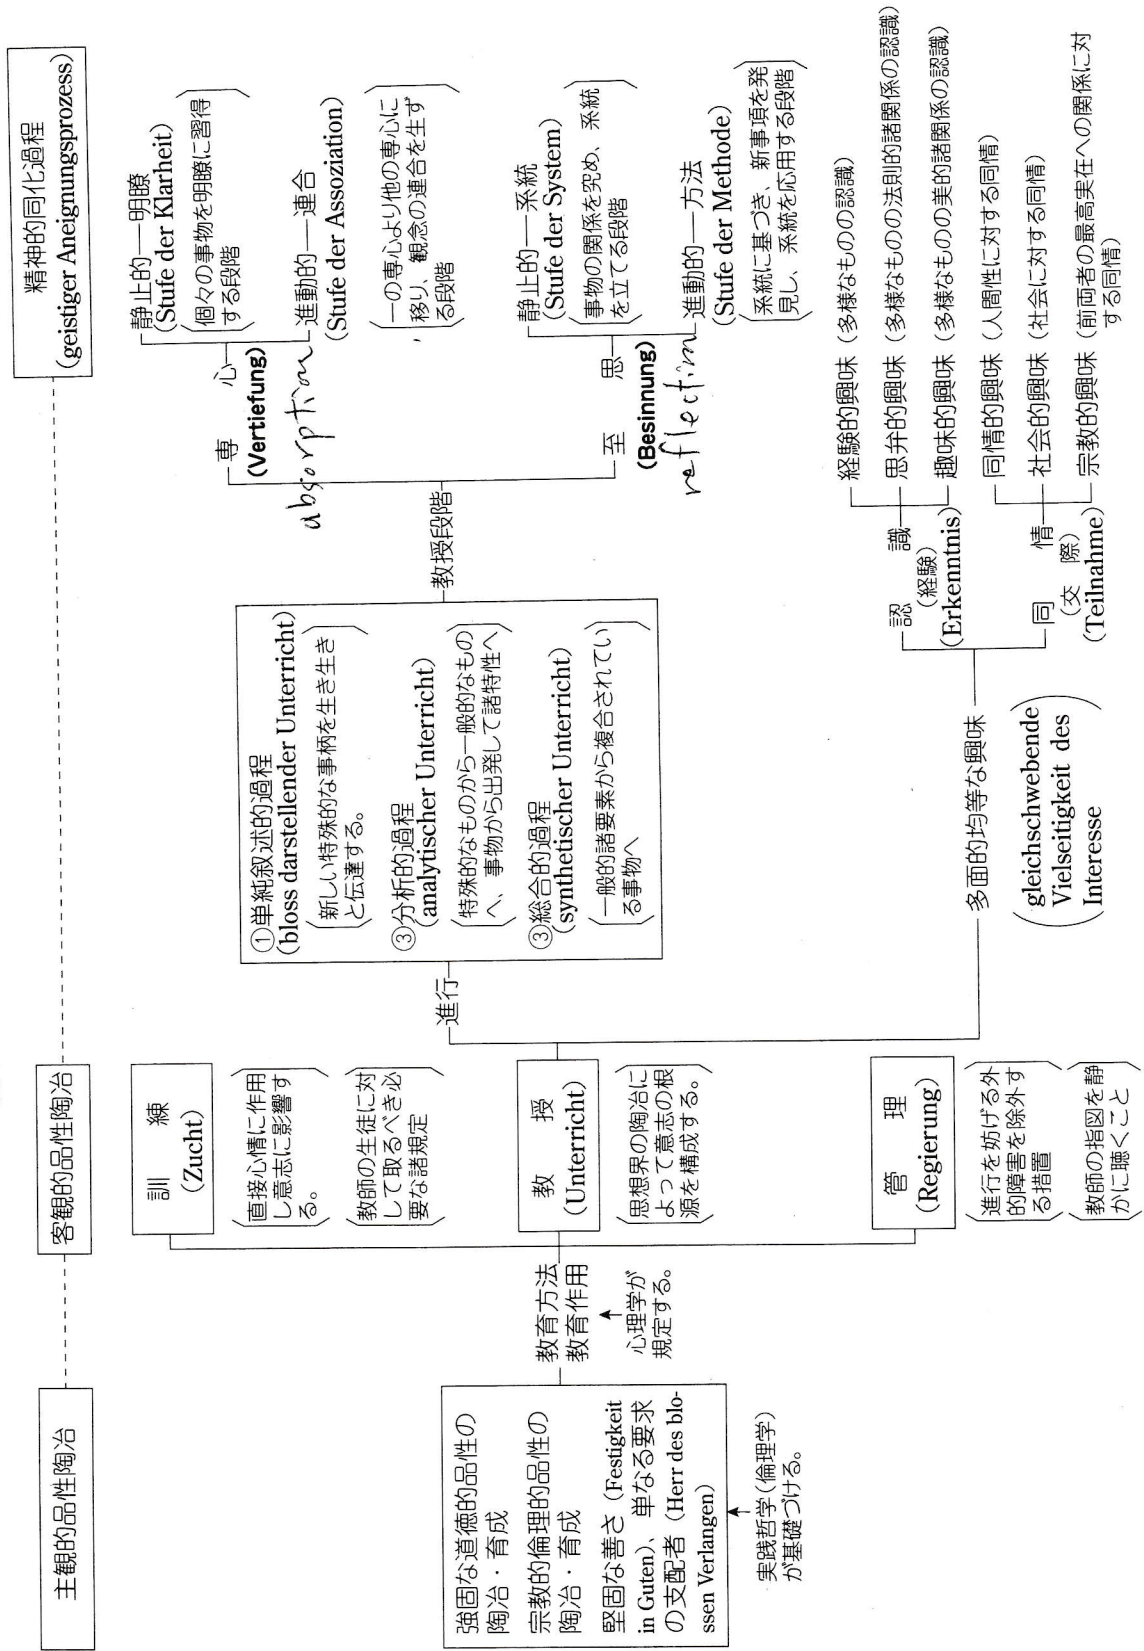 主観的品性陶冶
客観的品性陶冶
精神的同化過程
(geistiger Aneignungsprozess)
強固な道徳的品性の
陶冶・育成
宗教的倫理的品性の
陶冶・育成
堅固な善さ (Festigkeit
in Guten)、単なる要求
の支配者 (Herr des blo-
ssen Verlangen)
実践哲学(倫理学)
が基礎づける。
教育方法
教育作用
心理学が
規定する。
訓練
(Zucht)
直接心情に作用
し意志に影響す
る。
教師の生徒に対
して取るべき必
要な諸規定
教授
(Unterricht)
思想界の陶冶に
よって意志の根
源を構成する。
管理
(Regierung)
進行を妨げる外
的障害を除外す
る措置
教師の指図を静
かに聴くこと
進行
①単純叙述的過程
(bloss darstellender Unterricht)
新しい特殊的な事柄を生き生き
と伝達する。
③分析的過程
(analytischer Unterricht)
特殊的なものから一般的なもの
へ、事物から出発して諸特性へ
③総合的過程
(synthetischer Unterricht)
一般的諸要素から複合されてい
る事物へ
教授段階
専心
(Vertiefung)
absorption
静止的―明瞭
(Stufe der Klarheit)
個々の事物を明瞭に習得
する段階
進動的―連合
(Stufe der Assoziation)
一の専心より他の専心に
移り、観念の連合を生ず
る段階
至思
(Besinnung)
reflection
静止的―系統
(Stufe der System)
事物の関係を究め、系統
を立てる段階
進動的―方法
(Stufe der Methode)
系統に基づき、新事項を発
見し、系統を応用する段階
多面的均等な興味
(gleichschwebende
Vielseitigkeit des
Interesse)
認識
(経験)
(Erkenntnis)
経験的興味 (多様なものの認識)
思弁的興味 (多様なものの法則的諸関係の認識)
趣味的興味 (多様なものの美的諸関係の認識)
同情
(交際)
(Teilnahme)
同情的興味 (人間性に対する同情)
社会的興味 (社会に対する同情)
宗教的興味 (前両者の最高実在への関係に対
する同情)